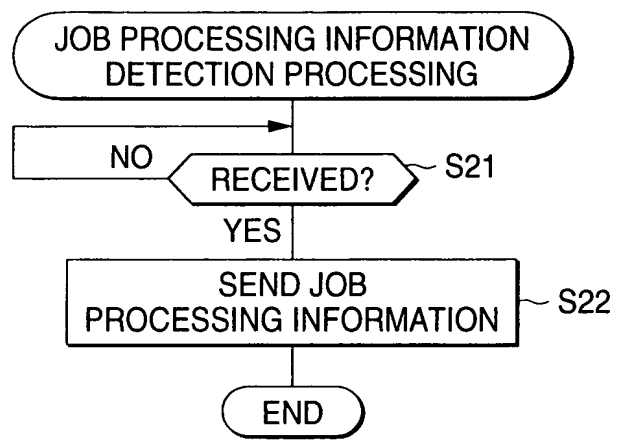 JOB PROCESSING INFORMATION
DETECTION PROCESSING
NO
RECEIVED?
S21
YES
SEND JOB
PROCESSING INFORMATION
S22
END